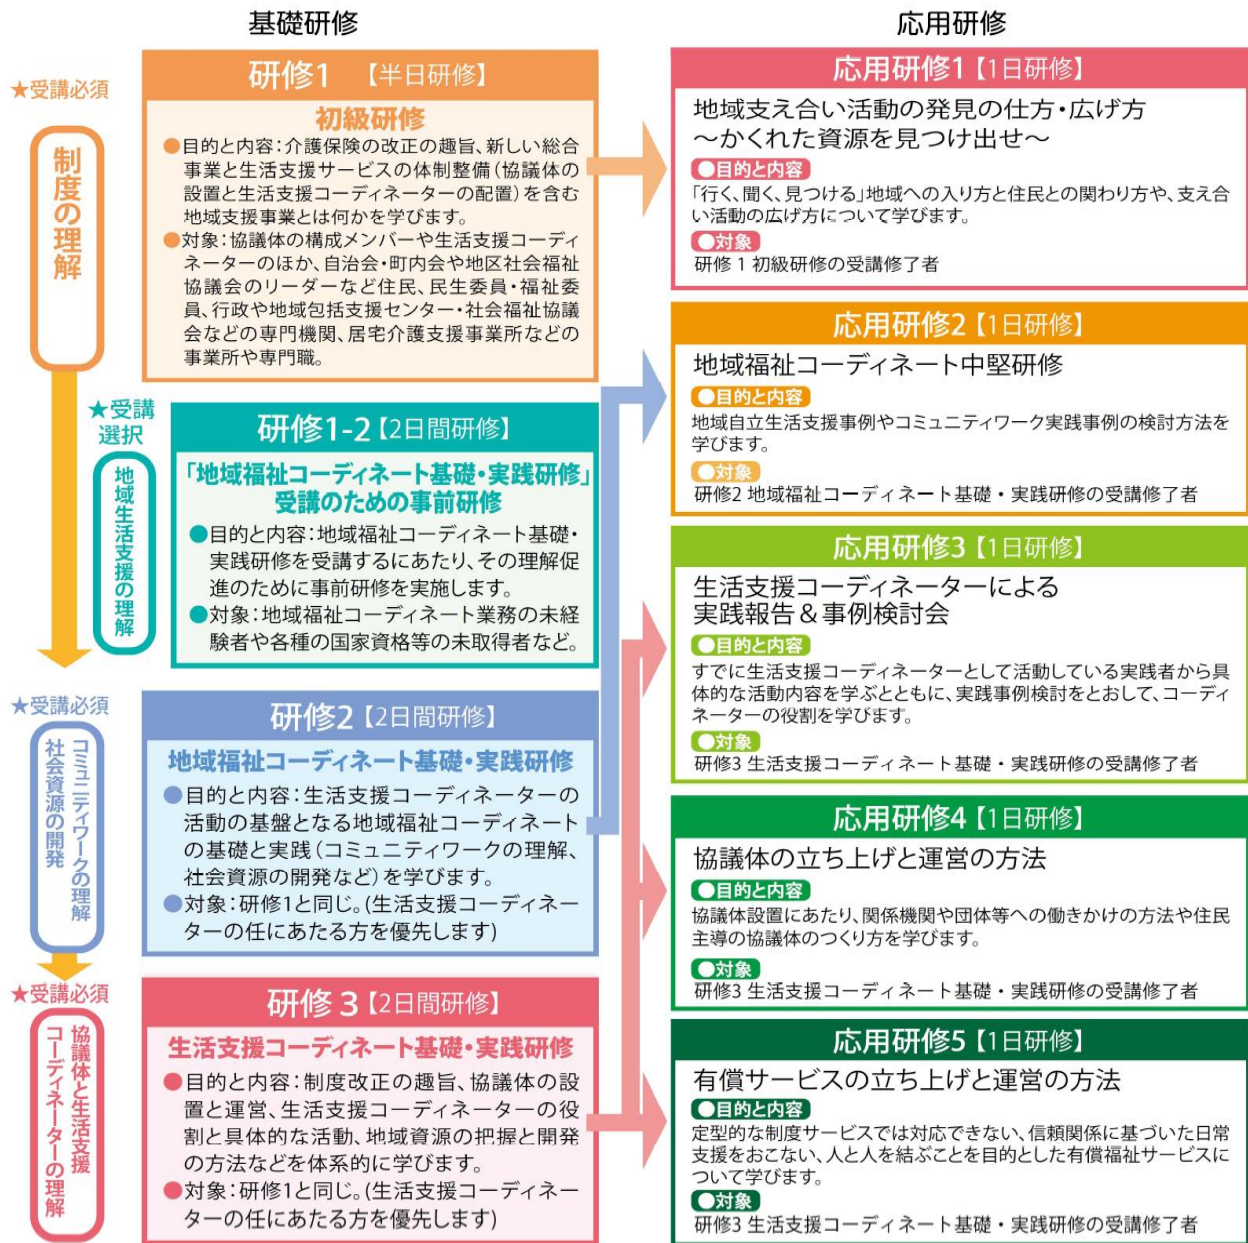 基礎研修
★受講必須
制度の理解
研修1 【半日研修】
初級研修
●目的と内容：介護保険の改正の趣旨、新しい総合
事業と生活支援サービスの体制整備（協議体の
設置と生活支援コーディネーターの配置）を含む
地域支援事業とは何かを学びます。
●対象：協議体の構成メンバーや生活支援コーディ
ネーターのほか、自治会・町内会や地区社会福祉
協議会のリーダーなど住民、民生委員・福祉委
員、行政や地域包括支援センター・社会福祉協議
会などの専門機関、居宅介護支援事業所などの
事業所や専門職。
★受講
選択
地域生活支援の理解
研修1-2【2日間研修】
「地域福祉コーディネート基礎・実践研修」
受講のための事前研修
●目的と内容：地域福祉コーディネート基礎・
実践研修を受講するにあたり、その理解促
進のために事前研修を実施します。
●対象：地域福祉コーディネート業務の未経
験者や各種の国家資格等の未取得者など。
★受講必須
コミュニティワークの理解
社会資源の開発
研修2【2日間研修】
地域福祉コーディネート基礎・実践研修
●目的と内容：生活支援コーディネーターの
活動の基盤となる地域福祉コーディネート
の基礎と実践（コミュニティワークの理解、
社会資源の開発など）を学びます。
●対象：研修1と同じ。(生活支援コーディネー
ターの任にあたる方を優先します)
★受講必須
協議体と生活支援
コーディネーターの理解
研修 3【2日間研修】
生活支援コーディネート基礎・実践研修
●目的と内容：制度改正の趣旨、協議体の設
置と運営、生活支援コーディネーターの役
割と具体的な活動、地域資源の把握と開発
の方法などを体系的に学びます。
●対象：研修1と同じ。(生活支援コーディネー
ターの任にあたる方を優先します)
応用研修
応用研修1【1日研修】
地域支え合い活動の発見の仕方・広げ方
～かくれた資源を見つけ出せ～
●目的と内容
「行く、聞く、見つける」地域への入り方と住民との関わり方や、支え合
い活動の広げ方について学びます。
●対象
研修 1 初級研修の受講修了者
応用研修2【1日研修】
地域福祉コーディネート中堅研修
●目的と内容
地域自立生活支援事例やコミュニティワーク実践事例の検討方法を
学びます。
●対象
研修2 地域福祉コーディネート基礎・実践研修の受講修了者
応用研修3【1日研修】
生活支援コーディネーターによる
実践報告＆事例検討会
●目的と内容
すでに生活支援コーディネーターとして活動している実践者から具
体的な活動内容を学ぶとともに、実践事例検討をとおして、コーディ
ネーターの役割を学びます。
●対象
研修3 生活支援コーディネート基礎・実践研修の受講修了者
応用研修4【1日研修】
協議体の立ち上げと運営の方法
●目的と内容
協議体設置にあたり、関係機関や団体等への働きかけの方法や住民
主導の協議体のつくり方を学びます。
●対象
研修3 生活支援コーディネート基礎・実践研修の受講修了者
応用研修5【1日研修】
有償サービスの立ち上げと運営の方法
●目的と内容
定型的な制度サービスでは対応できない、信頼関係に基づいた日常
支援をおこない、人と人を結ぶことを目的とした有償福祉サービスに
ついて学びます。
●対象
研修3 生活支援コーディネート基礎・実践研修の受講修了者